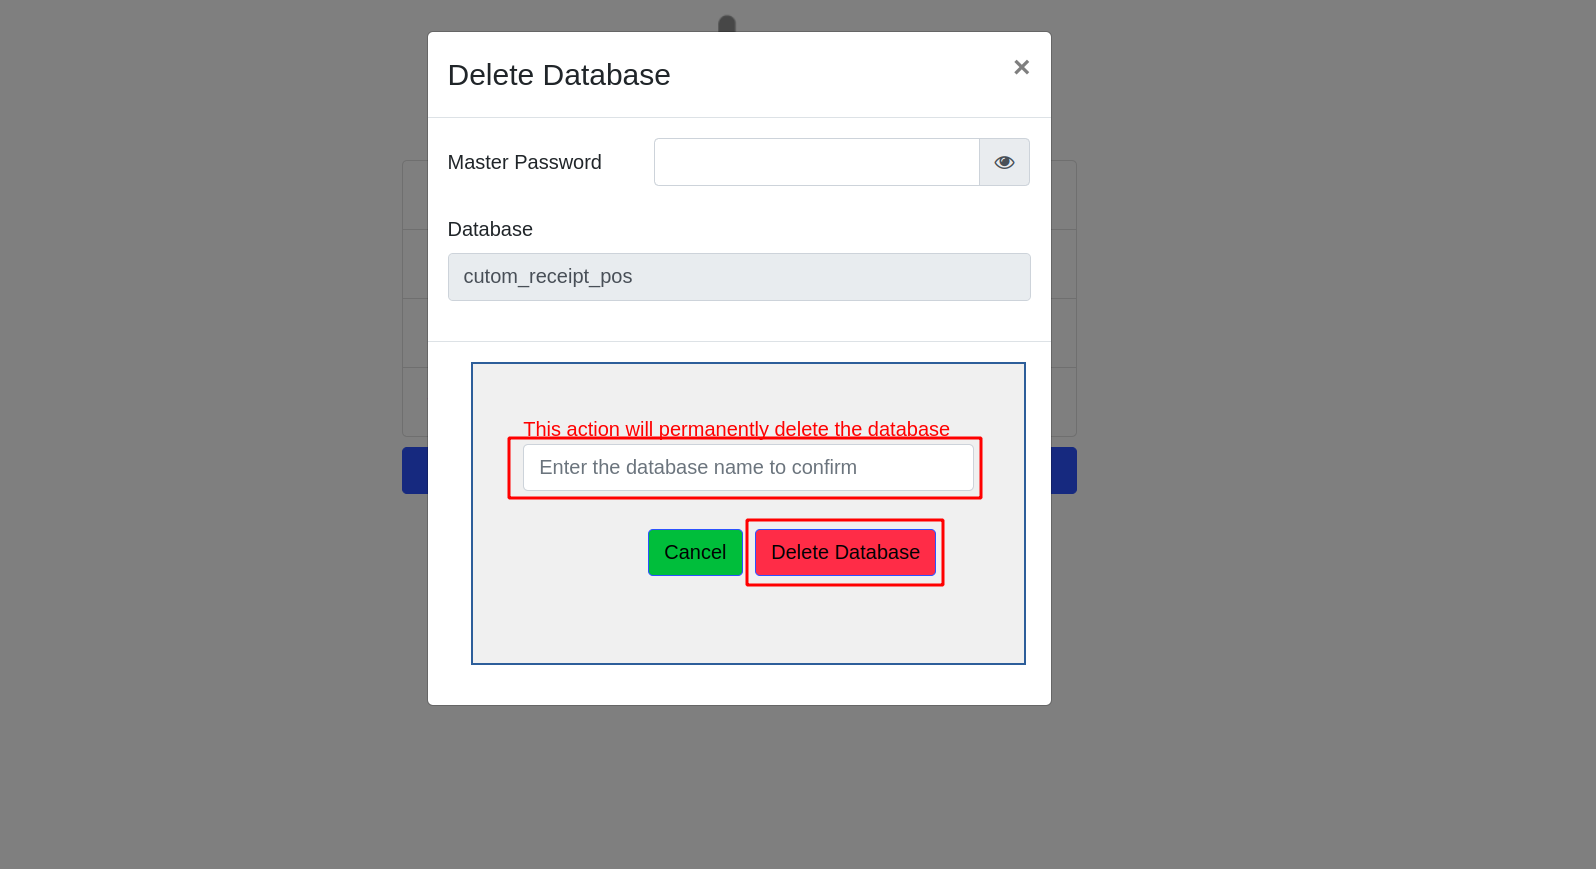 Delete Database
×
Master Password
Database
cutom_receipt_pos
This action will permanently delete the database
Enter the database name to confirm
Cancel Delete Database